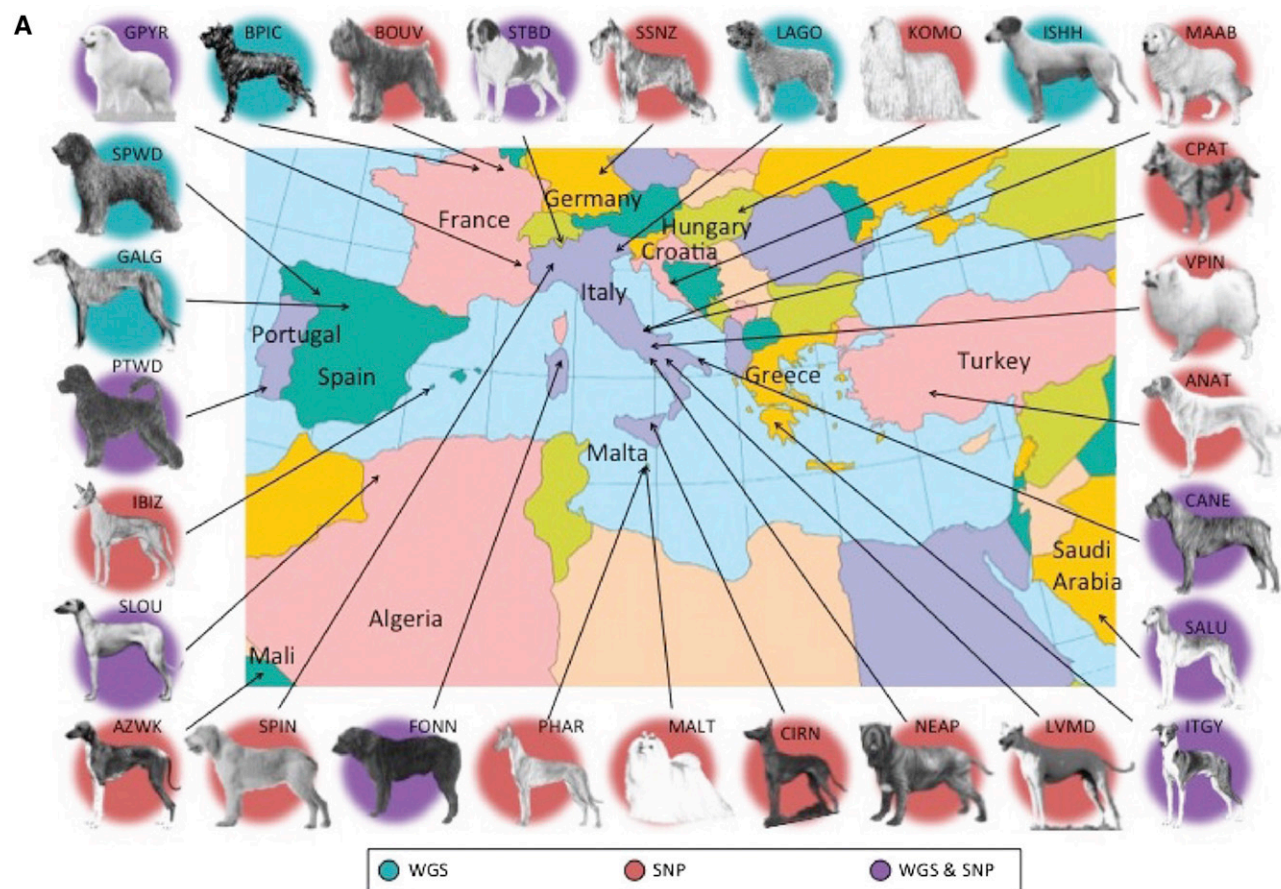 A
GPYR
BPIC
BOUV
STBD
SSNZ
LAGO
KOMO
ISHH
MAAB
SPWD
CPAT
GALG
VPIN
PTWD
ANAT
IBIZ
CANE
SLOU
SALU
AZWK
SPIN
FONN
PHAR
MALT
CIRN
NEAP
LVMD
ITGY
Germany
France
Hungary
Croatia
Italy
Portugal
Spain
Greece
Turkey
Malta
Saudi
Arabia
Algeria
Mali
WGS
SNP
WGS & SNP